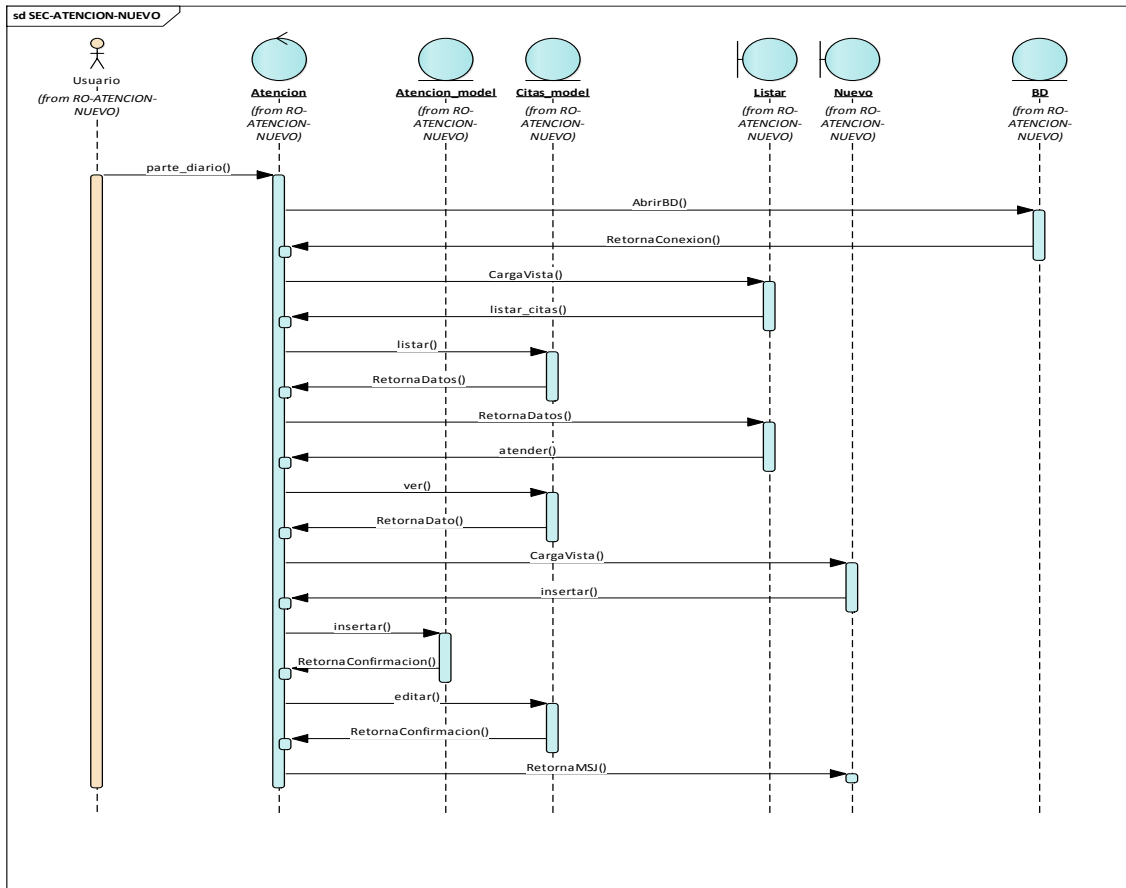 sd SEC-ATENCION-NUEVO
Usuario
(from RO-ATENCION-
NUEVO)
Atencion
(from RO-
ATENCION-
NUEVO)
Atencion_model
(from RO-
ATENCION-
NUEVO)
Citas_model
(from RO-
ATENCION-
NUEVO)
Listar
(from RO-
ATENCION-
NUEVO)
Nuevo
(from RO-
ATENCION-
NUEVO)
BD
(from RO-
ATENCION-
NUEVO)
parte_diario()
AbrirBD()
RetornaConexion()
CargaVista()
listar_citas()
listar()
RetornaDatos()
RetornaDatos()
atender()
ver()
RetornaDato()
CargaVista()
insertar()
insertar()
RetornaConfirmacion()
editar()
RetornaConfirmacion()
RetornaMSJ()